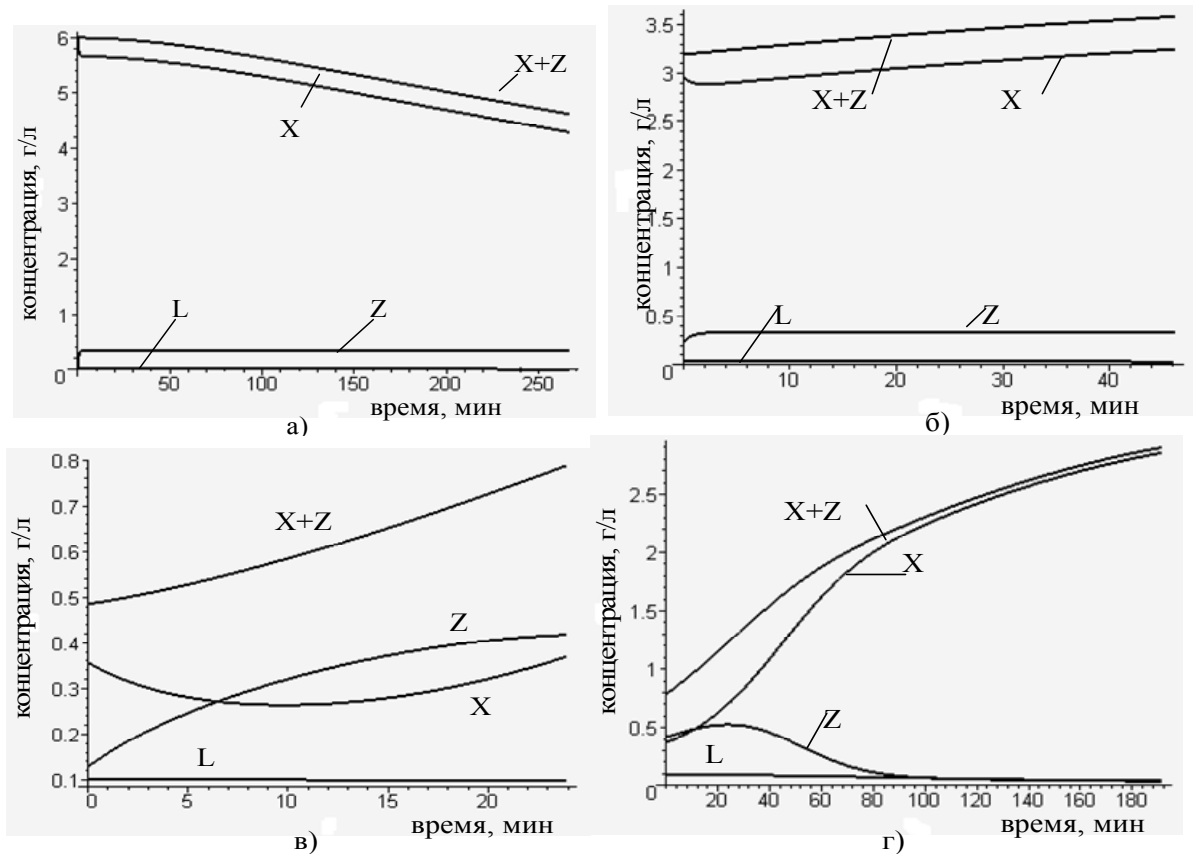 концентрация, г/л
6
5
4
3
2
1
0
50
100
150
200
250
X+Z
X
L
Z
время, мин
а)
концентрация, г/л
3.5
3
2.5
2
1.5
1
0.5
0
10
20
30
40
X+Z
X
L
Z
время, мин
б)
концентрация, г/л
0.8
0.7
0.6
0.5
0.4
0.3
0.2
0.1
0
5
10
15
20
X+Z
Z
X
L
время, мин
в)
концентрация, г/л
2.5
2
1.5
1
0.5
0
20
40
60
80
100
120
140
160
180
X+Z
X
Z
L
время, мин
г)